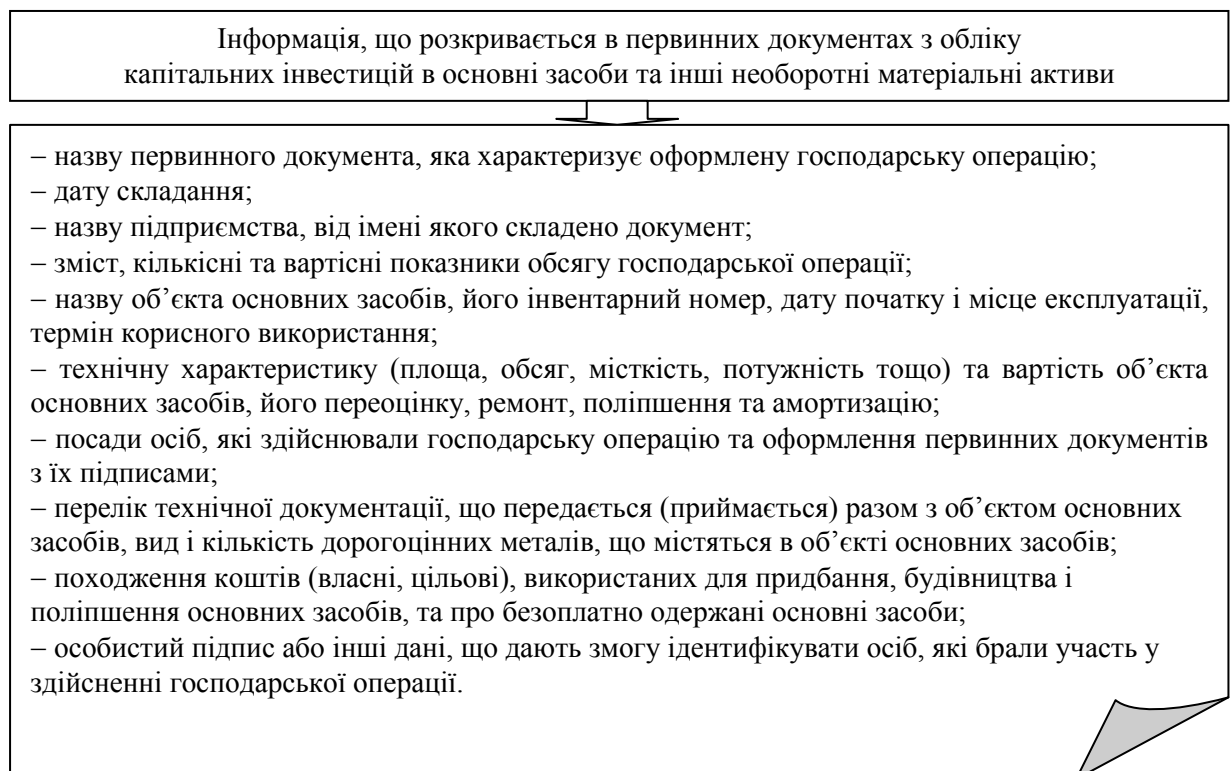 Інформація, що розкривається в первинних документах з обліку
капітальних інвестицій в основні засоби та інші необоротні матеріальні активи
– назву первинного документа, яка характеризує оформлену господарську операцію;
– дату складання;
– назву підприємства, від імені якого складено документ;
– зміст, кількісні та вартісні показники обсягу господарської операції;
– назву об’єкта основних засобів, його інвентарний номер, дату початку і місце експлуатації,
термін корисного використання;
– технічну характеристику (площа, обсяг, місткість, потужність тощо) та вартість об’єкта
основних засобів, його переоцінку, ремонт, поліпшення та амортизацію;
– посади осіб, які здійснювали господарську операцію та оформлення первинних документів
з їх підписами;
– перелік технічної документації, що передається (приймається) разом з об’єктом основних
засобів, вид і кількість дорогоцінних металів, що містяться в об’єкті основних засобів;
– походження коштів (власні, цільові), використаних для придбання, будівництва і
поліпшення основних засобів, та про безоплатно одержані основні засоби;
– особистий підпис або інші дані, що дають змогу ідентифікувати осіб, які брали участь у
здійсненні господарської операції.